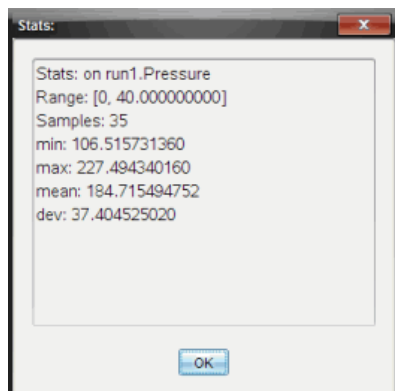 Stats:
Stats: on run1.Pressure
Range: [0, 40.000000000]
Samples: 35
min: 106.515731360
max: 227.494340160
mean: 184.715494752
dev: 37.404525020
OK